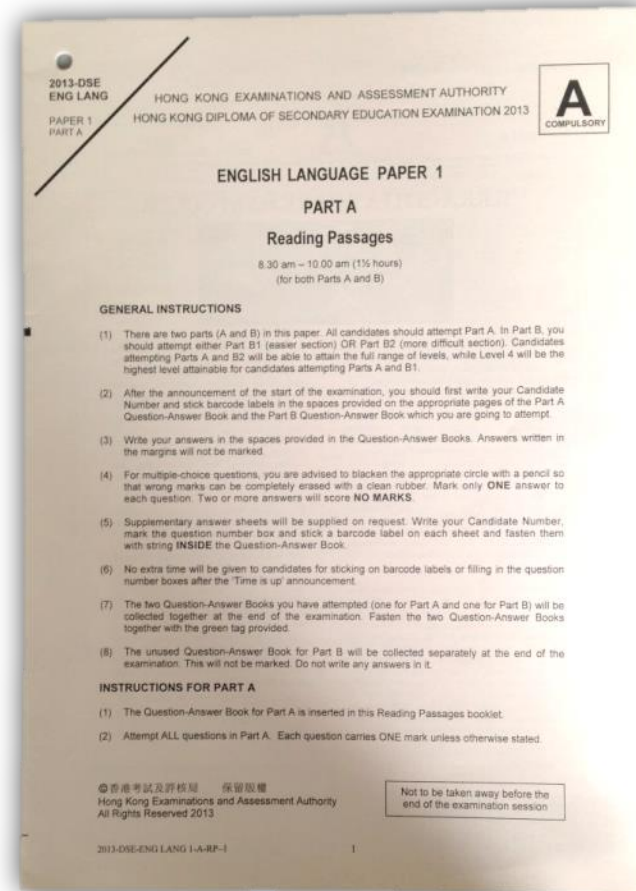 2013-DSE
ENG LANG
PAPER 1
PART A
HONG KONG EXAMINATIONS AND ASSESSMENT AUTHORITY
HONG KONG DIPLOMA OF SECONDARY EDUCATION EXAMINATION 2013
A
COMPULSORY
ENGLISH LANGUAGE PAPER 1
PART A
Reading Passages
8.30 am – 10.00 am (1½ hours)
(for both Parts A and B)
GENERAL INSTRUCTIONS
(1) There are two parts (A and B) in this paper. All candidates should attempt Part A. In Part B, you
should attempt either Part B1 (easier section) OR Part B2 (more difficult section). Candidates
attempting Parts A and B2 will be able to attain the full range of levels, while Level 4 will be the
highest level attainable for candidates attempting Parts A and B1.
(2) After the announcement of the start of the examination, you should first write your Candidate
Number and stick barcode labels in the spaces provided on the appropriate pages of the Part A
Question-Answer Book and the Part B Question-Answer Book which you are going to attempt.
(3) Write your answers in the spaces provided in the Question-Answer Books. Answers written in
the margins will not be marked.
(4) For multiple-choice questions, you are advised to blacken the appropriate circle with a pencil so
that wrong marks can be completely erased with a clean rubber. Mark only ONE answer to
each question. Two or more answers will score NO MARKS.
(5) Supplementary answer sheets will be supplied on request. Write your Candidate Number,
mark the question number box and stick a barcode label on each sheet and fasten them
with string INSIDE the Question-Answer Book.
(6) No extra time will be given to candidates for sticking on barcode labels or filling in the question
number boxes after the 'Time is up' announcement.
(7) The two Question-Answer Books you have attempted (one for Part A and one for Part B) will be
collected together at the end of the examination. Fasten the two Question-Answer Books
together with the green tag provided.
(8) The unused Question-Answer Book for Part B will be collected separately at the end of the
examination. This will not be marked. Do not write any answers in it.
INSTRUCTIONS FOR PART A
(1) The Question-Answer Book for Part A is inserted in this Reading Passages booklet.
(2) Attempt ALL questions in Part A. Each question carries ONE mark unless otherwise stated.
©香港考試及評核局 保留版權
Hong Kong Examinations and Assessment Authority
All Rights Reserved 2013
Not to be taken away before the
end of the examination session
2013-DSE-ENG LANG 1-A-RP–1
1